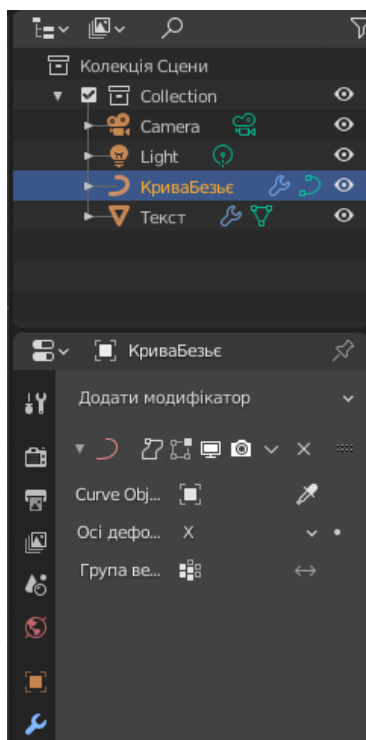 Колекція Сцени
Collection
Camera
Light
КриваБезьє
Текст
КриваБезьє
Додати модифікатор
Curve Obj...
Осі дефо... X
Група ве...